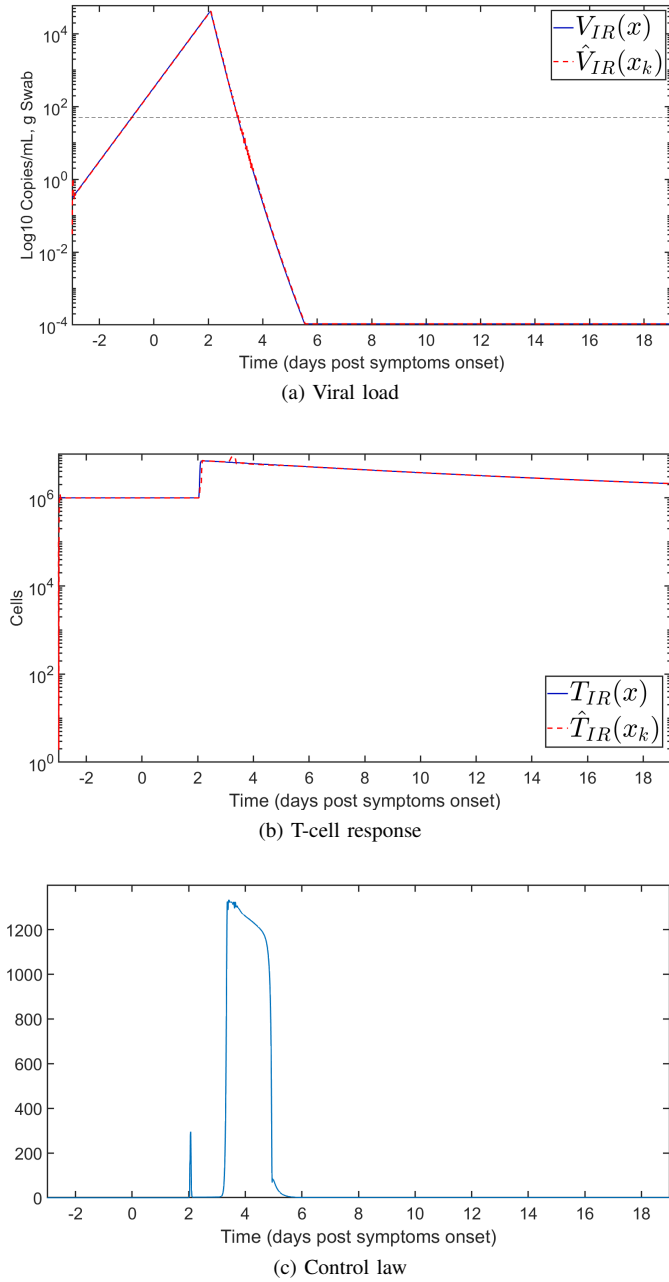 10^4
10^2
10^0
10^-2
10^-4
Log10 Copies/mL, g Swab
V_IR(x)
V̂_IR(x_k)
-2 0 2 4 6 8 10 12 14 16 18
Time (days post symptoms onset)
(a) Viral load
10^6
10^4
10^2
10^0
Cells
T_IR(x)
T̂_IR(x_k)
-2 0 2 4 6 8 10 12 14 16 18
Time (days post symptoms onset)
(b) T-cell response
1200
1000
800
600
400
200
0
-2 0 2 4 6 8 10 12 14 16 18
Time (days post symptoms onset)
(c) Control law